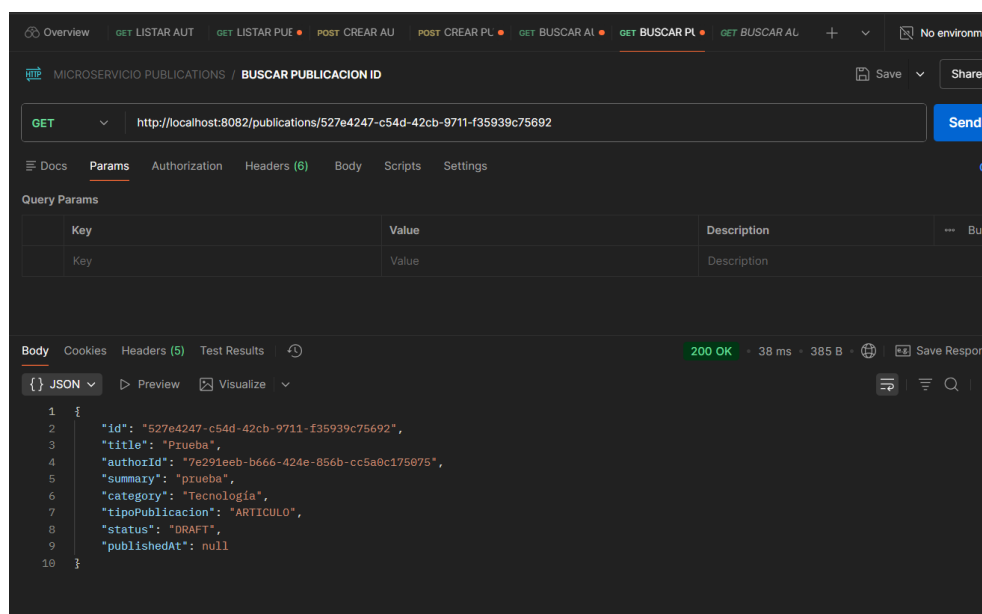 Overview GET LISTAR AUT GET LISTAR PUE POST CREAR AU POST CREAR PU GET BUSCAR AU GET BUSCAR PU GET BUSCAR AU No environm
HTTP MICROSERVICIO PUBLICATIONS / BUSCAR PUBLICACION ID Save Share
GET http://localhost:8082/publications/527e4247-c54d-42cb-9711-f35939c75692 Send
Docs Params Authorization Headers (6) Body Scripts Settings
Query Params
Key Value Description Bu
Key Value Description
Body Cookies Headers (5) Test Results 200 OK 38 ms 385 B Save Respor
{} JSON Preview Visualize
1 {
2 "id": "527e4247-c54d-42cb-9711-f35939c75692",
3 "title": "Prueba",
4 "authorId": "7e291eeb-b666-424e-856b-cc5a0c175075",
5 "summary": "prueba",
6 "category": "Tecnología",
7 "tipoPublicacion": "ARTICULO",
8 "status": "DRAFT",
9 "publishedAt": null
10 }